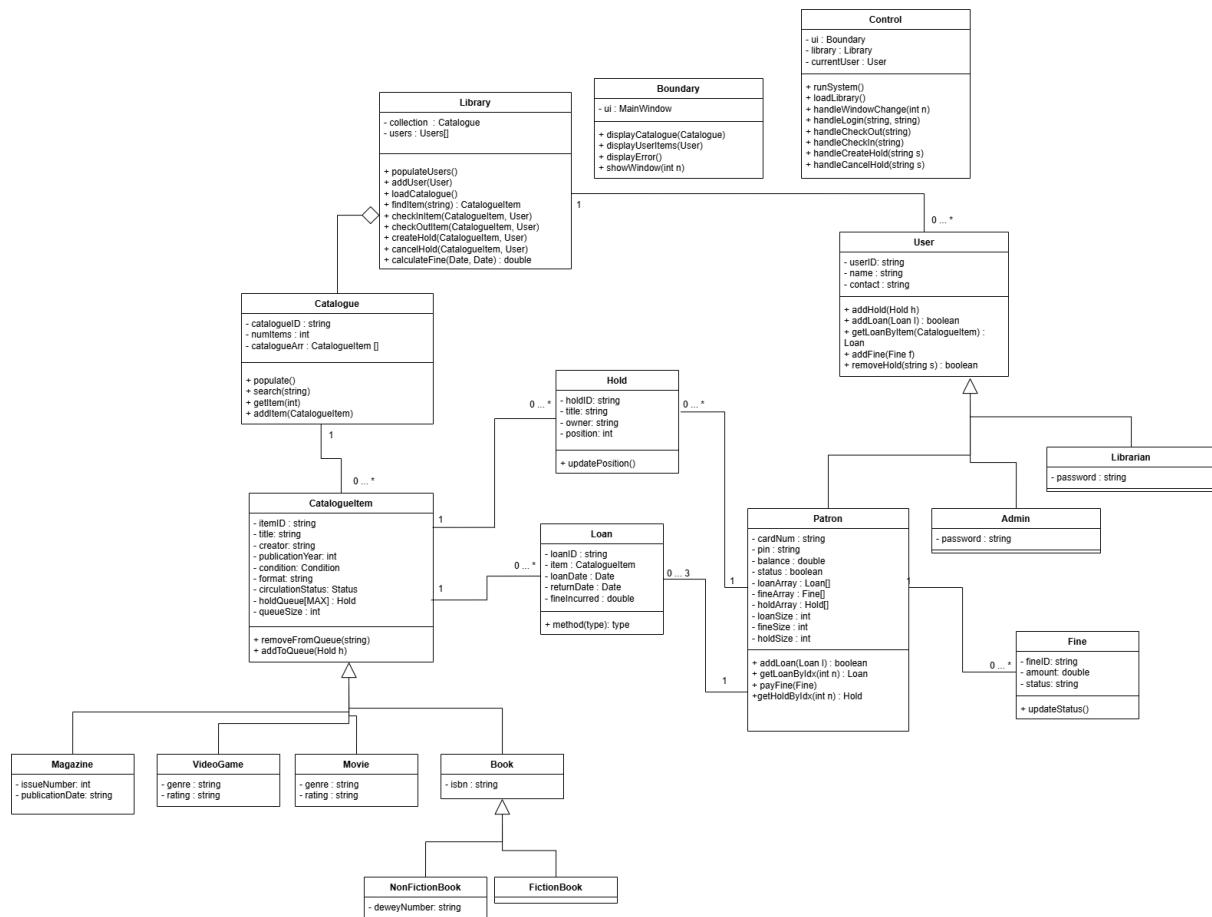 Control
- ui : Boundary
- library : Library
- currentUser : User
+ runSystem()
+ loadLibrary()
+ handleWindowChange(int n)
+ handleLogin(string, string)
+ handleCheckOut(string)
+ handleCheckIn(string)
+ handleCreateHold(string s)
+ handleCancelHold(string s)
Boundary
- ui : MainWindow
+ displayCatalogue(Catalogue)
+ displayUserItems(User)
+ displayError()
+ showWindow(int n)
Library
- collection : Catalogue
- users : Users[]
+ populateUsers()
+ addUser(User)
+ loadCatalogue()
+ findItem(string) : CatalogueItem
+ checkInItem(CatalogueItem, User)
+ checkOutItem(CatalogueItem, User)
+ createHold(CatalogueItem, User)
+ cancelHold(CatalogueItem, User)
+ calculateFine(Date, Date) : double
1
0 ... *
User
- userID: string
- name : string
- contact : string
+ addHold(Hold h)
+ addLoan(Loan l) : boolean
+ getLoanByItem(CatalogueItem) :
Loan
+ addFine(Fine f)
+ removeHold(string s) : boolean
Catalogue
- catalogueID : string
- numItems : int
- catalogueArr : CatalogueItem []
+ populate()
+ search(string)
+ getItem(int)
+ addItem(CatalogueItem)
1
0 ... *
Hold
- holdID: string
- title: string
- owner: string
- position: int
+ updatePosition()
0 ... *
0 ... *
Librarian
- password : string
CatalogueItem
- itemID : string
- title: string
- creator: string
- publicationYear: int
- condition: Condition
- format: string
- circulationStatus: Status
- holdQueue[MAX] : Hold
- queueSize : int
+ removeFromQueue(string)
+ addToQueue(Hold h)
1
1
Loan
- loanID : string
- item : CatalogueItem
- loanDate : Date
- returnDate : Date
- fineIncurred : double
+ method(type): type
0 ... *
0 ... 3
Patron
- cardNum : string
- pin : string
- balance : double
- status : boolean
- loanArray : Loan[]
- fineArray : Fine[]
- holdArray : Hold[]
- loanSize : int
- fineSize : int
- holdSize : int
+ addLoan(Loan l) : boolean
+ getLoanByIdx(int n) : Loan
+ payFine(Fine)
+getHoldByIdx(int n) : Hold
1
1
1
Admin
- password : string
0 ... *
Fine
- fineID : string
- amount: double
- status: string
+ updateStatus()
Magazine
- issueNumber: int
- publicationDate: string
VideoGame
- genre : string
- rating : string
Movie
- genre : string
- rating : string
Book
- isbn : string
NonFictionBook
- deweyNumber: string
FictionBook